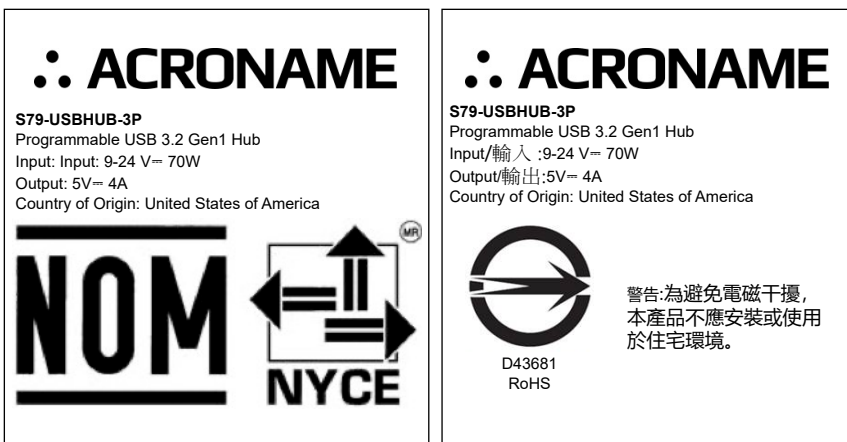 ACRONAME
S79-USBHUB-3P
Programmable USB 3.2 Gen1 Hub
Input: Input: 9-24 V⎓ 70W
Output: 5V⎓ 4A
Country of Origin: United States of America
NOM
MR
NYCE
ACRONAME
S79-USBHUB-3P
Programmable USB 3.2 Gen1 Hub
Input/輸入 :9-24 V⎓ 70W
Output/輸出:5V⎓ 4A
Country of Origin: United States of America
D43681
RoHS
警告:為避免電磁干擾，
本產品不應安裝或使用
於住宅環境。